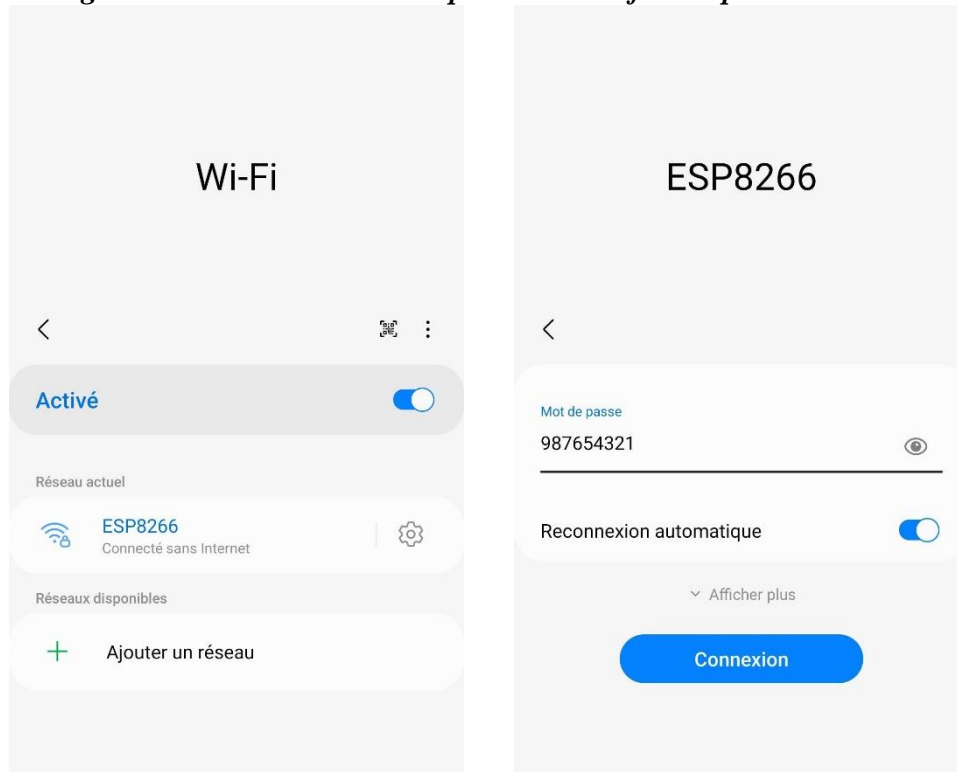 Wi-Fi
Activé
Réseau actuel
ESP8266
Connecté sans Internet
Réseaux disponibles
Ajouter un réseau
ESP8266
Mot de passe
987654321
Reconnexion automatique
Afficher plus
Connexion